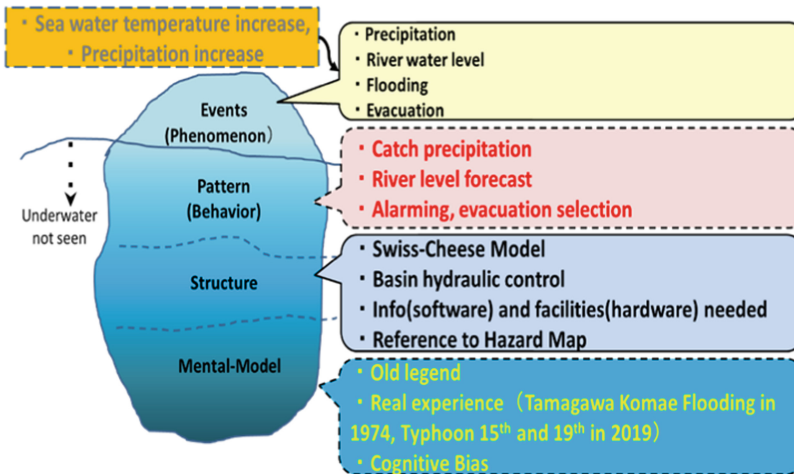 ・Sea water temperature increase,
・Precipitation increase
・Precipitation
・River water level
・Flooding
・Evacuation
Events
(Phenomenon）
・Catch precipitation
・River level forecast
・Alarming, evacuation selection
Pattern
(Behavior)
Underwater
not seen
・Swiss-Cheese Model
・Basin hydraulic control
・Info(software) and facilities(hardware) needed
・Reference to Hazard Map
Structure
Mental-Model
・Old legend
・Real experience（Tamagawa Komae Flooding in
1974, Typhoon 15th and 19th in 2019）
・Cognitive Bias